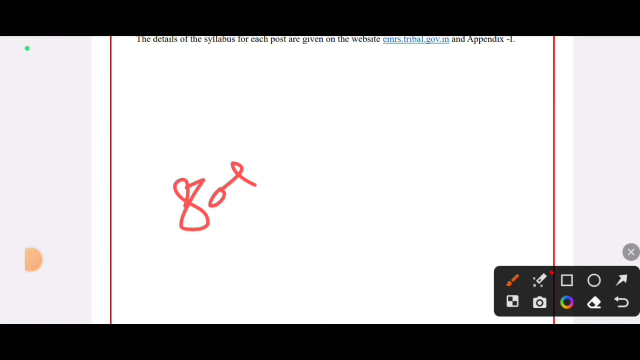 The details of the syllabus for each post are given on the website emrs.tribal.gov.in and Appendix -I.